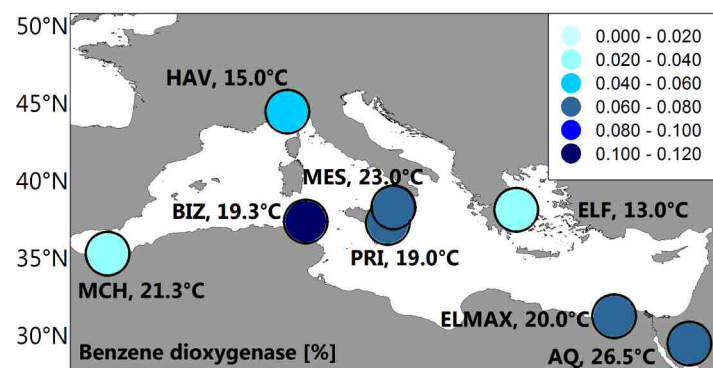 50°N
45°N
40°N
35°N
30°N
0.000 - 0.020
0.020 - 0.040
0.040 - 0.060
0.060 - 0.080
0.080 - 0.100
0.100 - 0.120
HAV, 15.0°C
MES, 23.0°C
BIZ, 19.3°C
ELF, 13.0°C
PRI, 19.0°C
MCH, 21.3°C
ELMAX, 20.0°C
AQ, 26.5°C
Benzene dioxygenase [%]